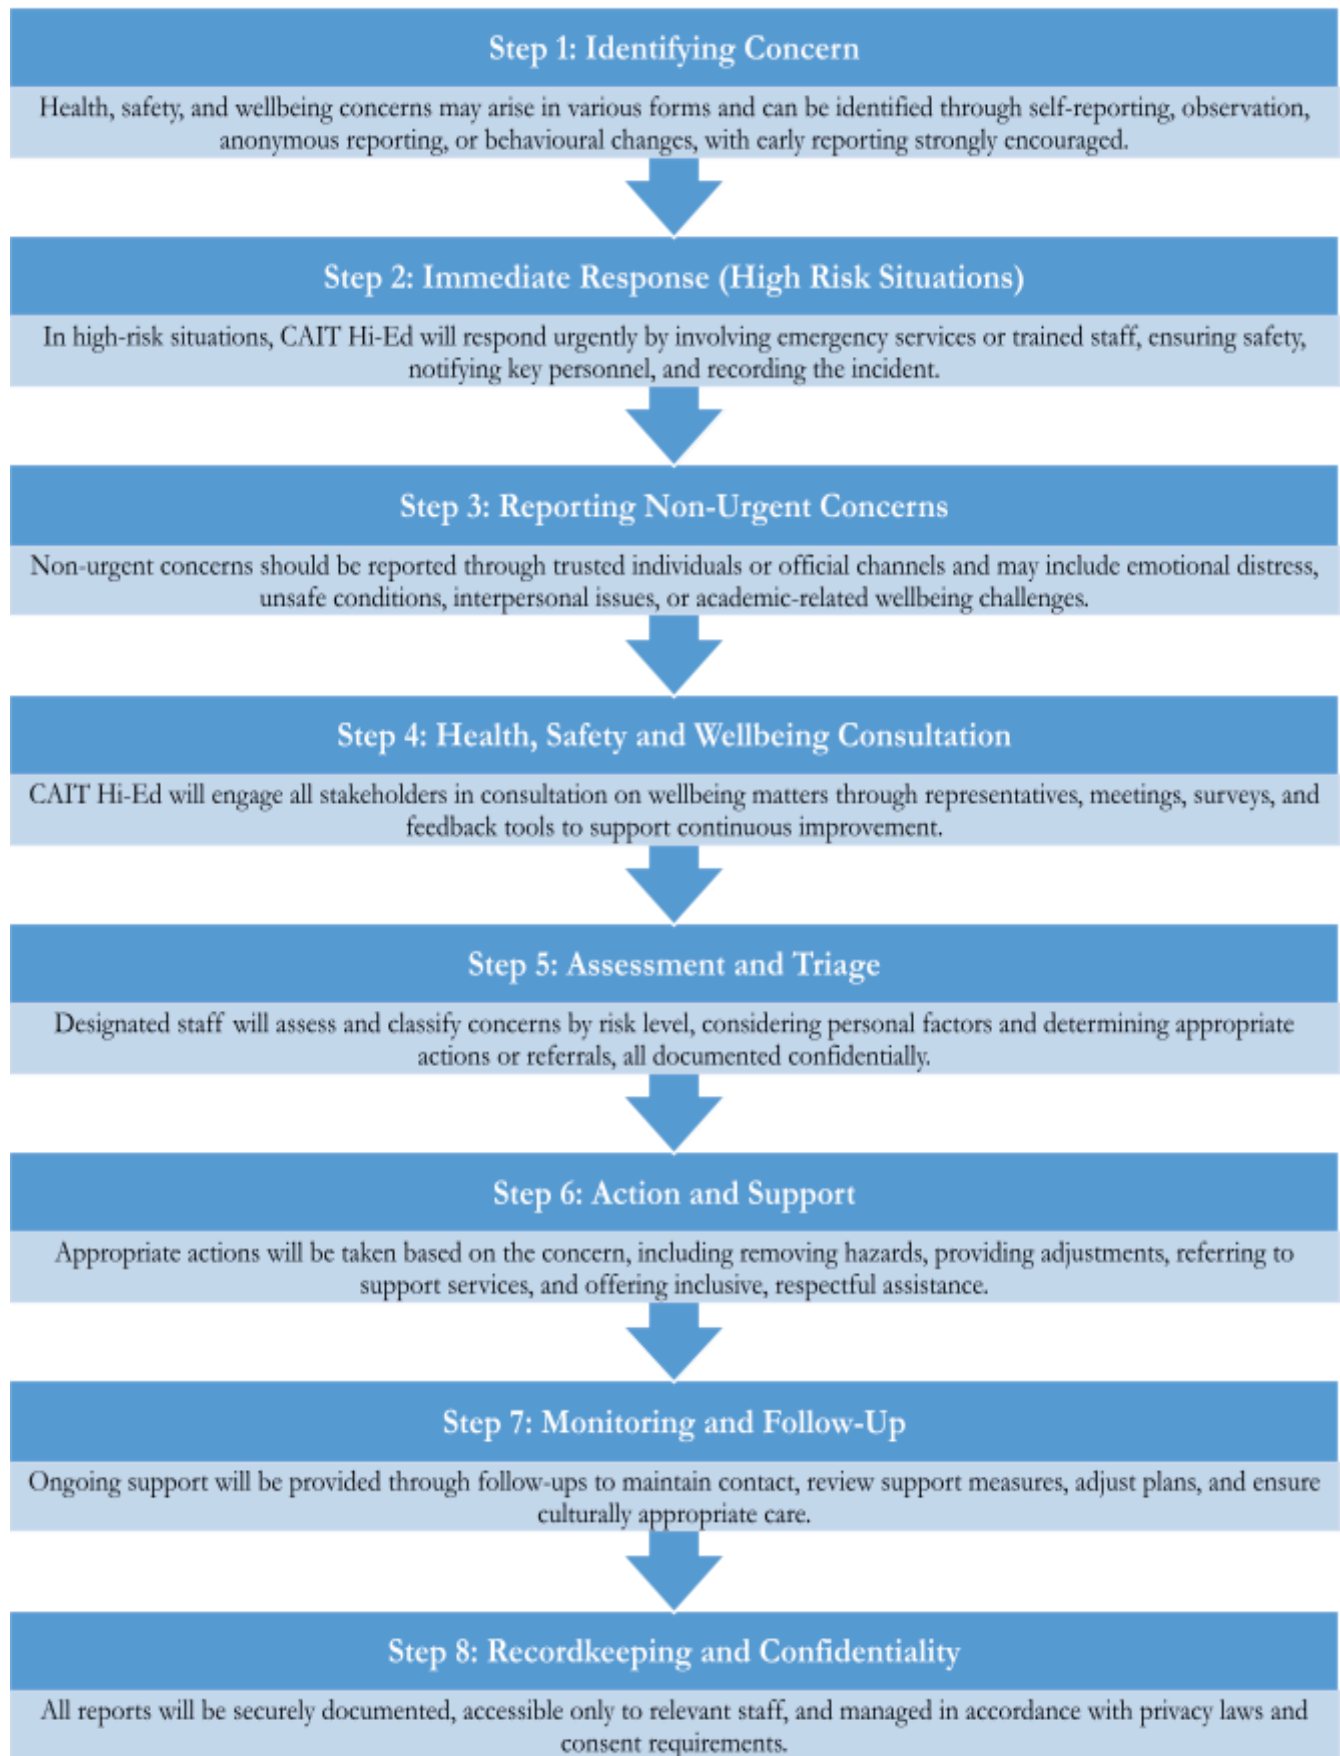 Step 1: Identifying Concern
Health, safety, and wellbeing concerns may arise in various forms and can be identified through self-reporting, observation,
anonymous reporting, or behavioural changes, with early reporting strongly encouraged.
Step 2: Immediate Response (High Risk Situations)
In high-risk situations, CAIT Hi-Ed will respond urgently by involving emergency services or trained staff, ensuring safety,
notifying key personnel, and recording the incident.
Step 3: Reporting Non-Urgent Concerns
Non-urgent concerns should be reported through trusted individuals or official channels and may include emotional distress,
unsafe conditions, interpersonal issues, or academic-related wellbeing challenges.
Step 4: Health, Safety and Wellbeing Consultation
CAIT Hi-Ed will engage all stakeholders in consultation on wellbeing matters through representatives, meetings, surveys, and
feedback tools to support continuous improvement.
Step 5: Assessment and Triage
Designated staff will assess and classify concerns by risk level, considering personal factors and determining appropriate
actions or referrals, all documented confidentially.
Step 6: Action and Support
Appropriate actions will be taken based on the concern, including removing hazards, providing adjustments, referring to
support services, and offering inclusive, respectful assistance.
Step 7: Monitoring and Follow-Up
Ongoing support will be provided through follow-ups to maintain contact, review support measures, adjust plans, and ensure
culturally appropriate care.
Step 8: Recordkeeping and Confidentiality
All reports will be securely documented, accessible only to relevant staff, and managed in accordance with privacy laws and
consent requirements.